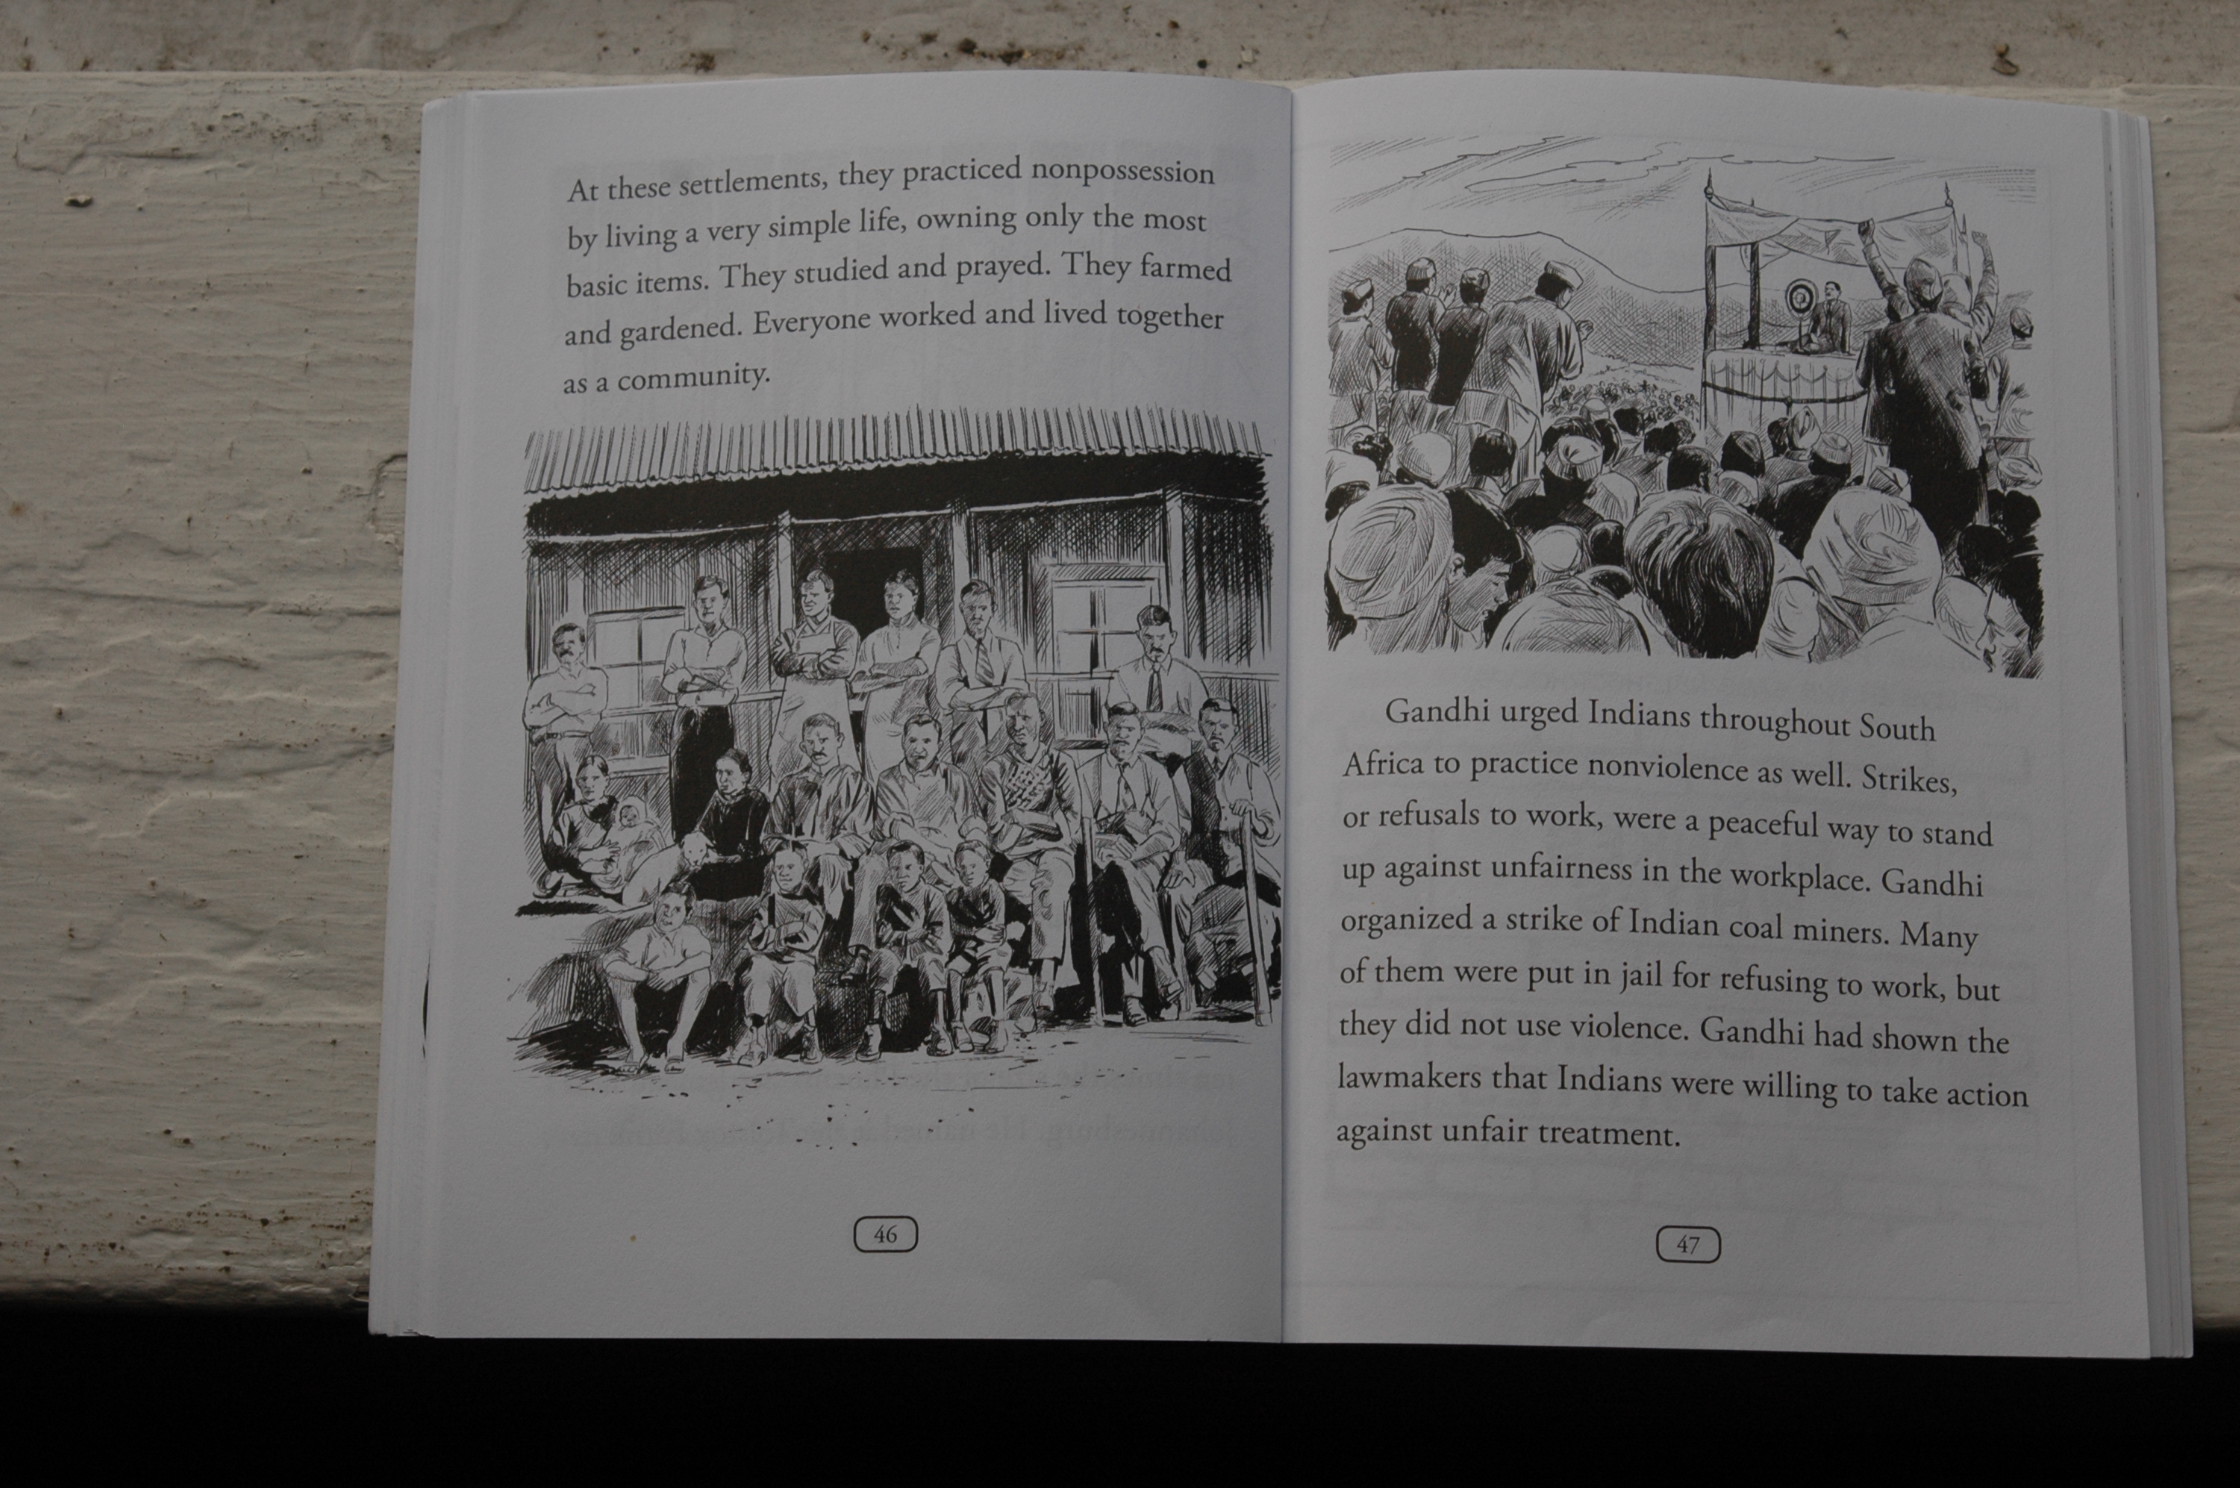 At these settlements, they practiced nonpossession
by living a very simple life, owning only the most
basic items. They studied and prayed. They farmed
and gardened. Everyone worked and lived together
as a community.
46
Gandhi urged Indians throughout South
Africa to practice nonviolence as well. Strikes,
or refusals to work, were a peaceful way to stand
up against unfairness in the workplace. Gandhi
organized a strike of Indian coal miners. Many
of them were put in jail for refusing to work, but
they did not use violence. Gandhi had shown the
lawmakers that Indians were willing to take action
against unfair treatment.
47